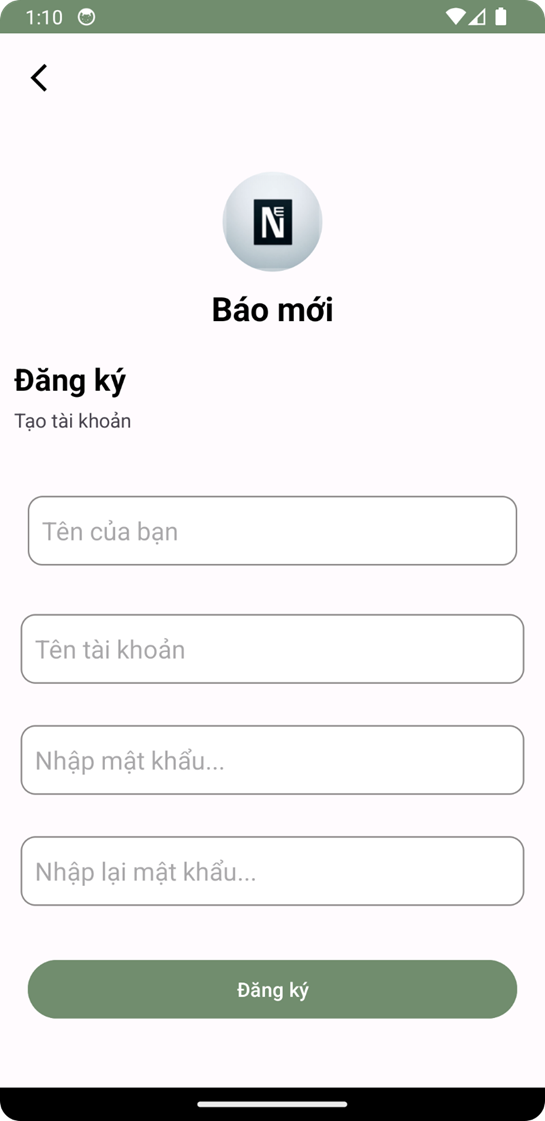 1:10
NEU
Báo mới
Đăng ký
Tạo tài khoản
Tên của bạn
Tên tài khoản
Nhập mật khẩu...
Nhập lại mật khẩu...
Đăng ký